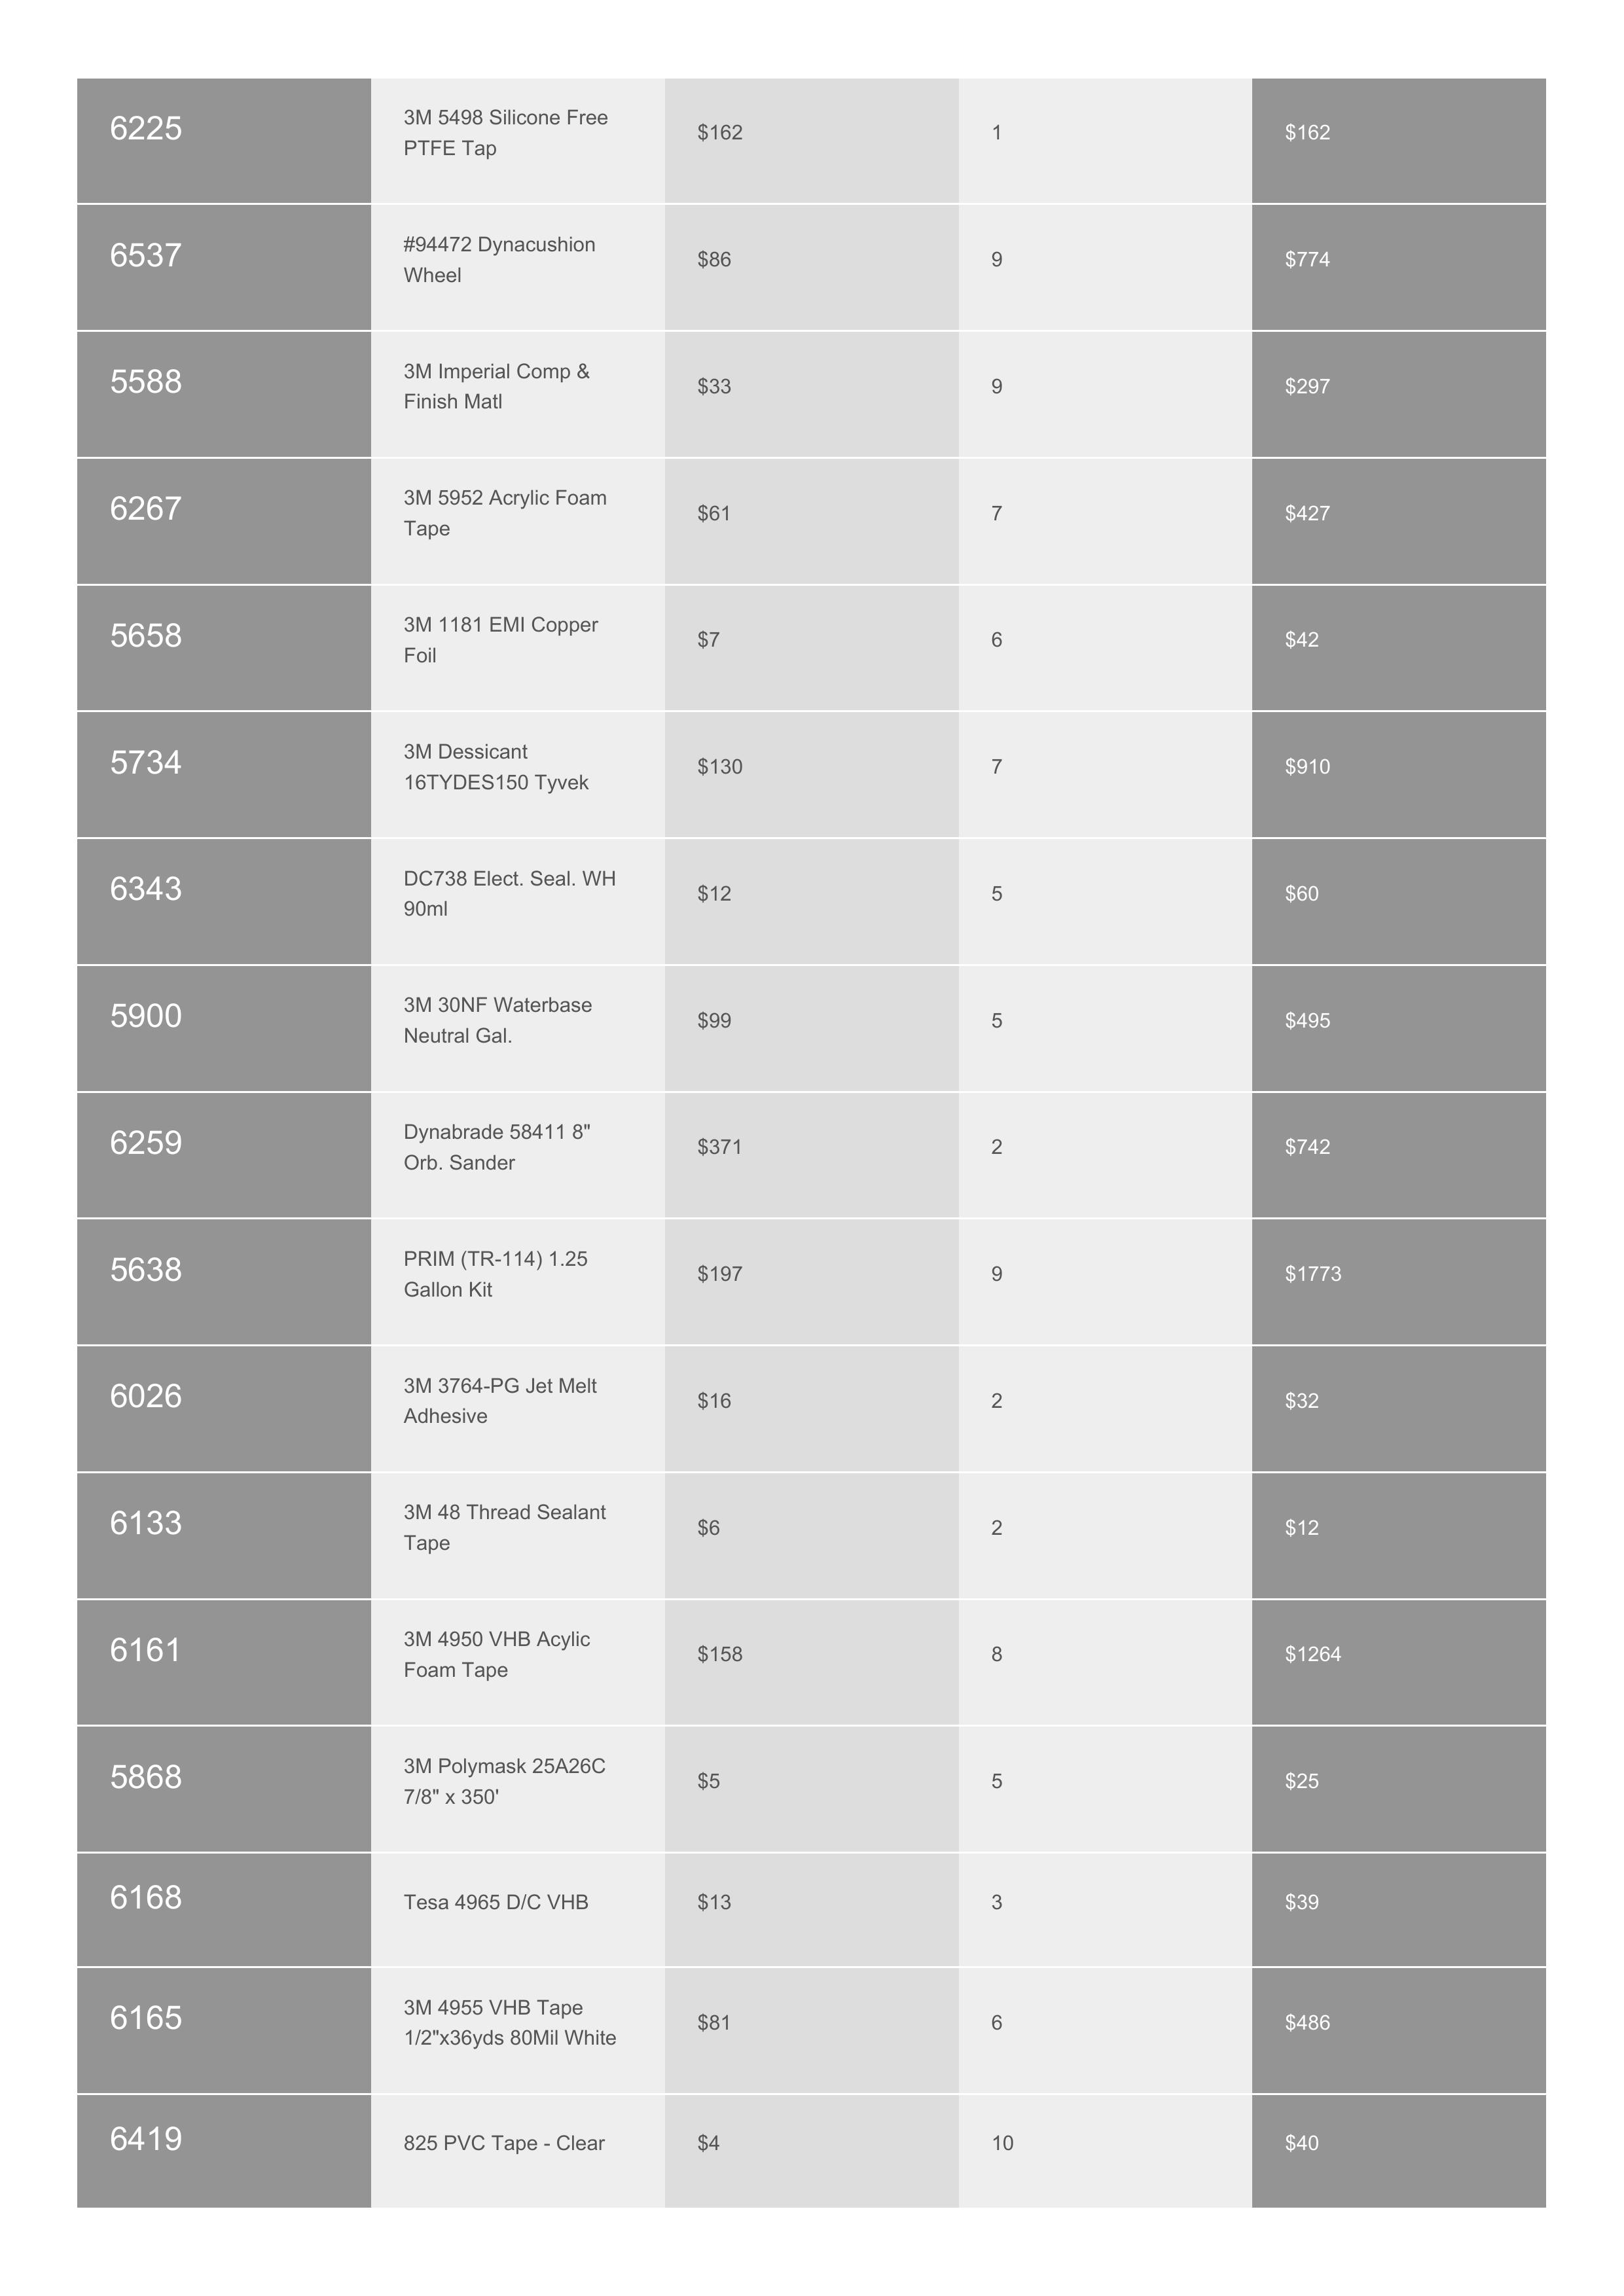 6225
3M 5498 Silicone Free
PTFE Tap
$162
1
$162
6537
#94472 Dynacushion
Wheel
$86
9
$774
5588
3M Imperial Comp &
Finish Matl
$33
9
$297
6267
3M 5952 Acrylic Foam
Tape
$61
7
$427
5658
3M 1181 EMI Copper
Foil
$7
6
$42
5734
3M Dessicant
16TYDES150 Tyvek
$130
7
$910
6343
DC738 Elect. Seal. WH
90ml
$12
5
$60
5900
3M 30NF Waterbase
Neutral Gal.
$99
5
$495
6259
Dynabrade 58411 8"
Orb. Sander
$371
2
$742
5638
PRIM (TR-114) 1.25
Gallon Kit
$197
9
$1773
6026
3M 3764-PG Jet Melt
Adhesive
$16
2
$32
6133
3M 48 Thread Sealant
Tape
$6
2
$12
6161
3M 4950 VHB Acylic
Foam Tape
$158
8
$1264
5868
3M Polymask 25A26C
7/8" x 350'
$5
5
$25
6168
Tesa 4965 D/C VHB
$13
3
$39
6165
3M 4955 VHB Tape
1/2"x36yds 80Mil White
$81
6
$486
6419
825 PVC Tape - Clear
$4
10
$40